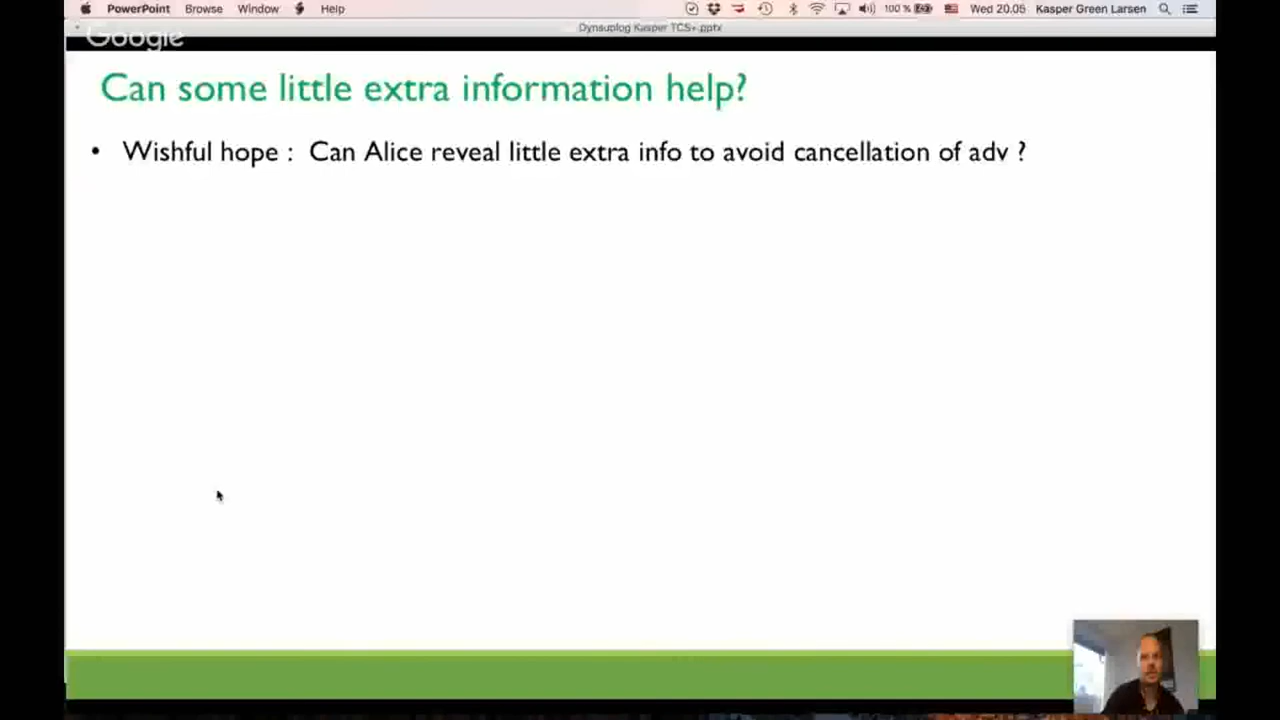 PowerPoint Browse Window Help 100 % Wed 20.05 Kasper Green Larsen
Dynsuplog Kasper TCS+.pptx
Google
Can some little extra information help?
• Wishful hope : Can Alice reveal little extra info to avoid cancellation of adv ?